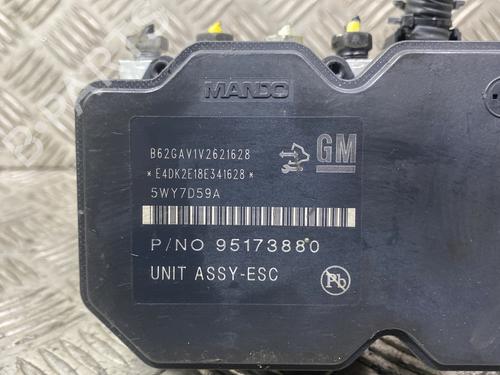 MANDO
B62GAV1V2621628
*E4DK2E18E341628*
5WY7D59A
GM
P/NO 95173880
UNIT ASSY-ESC
Pb